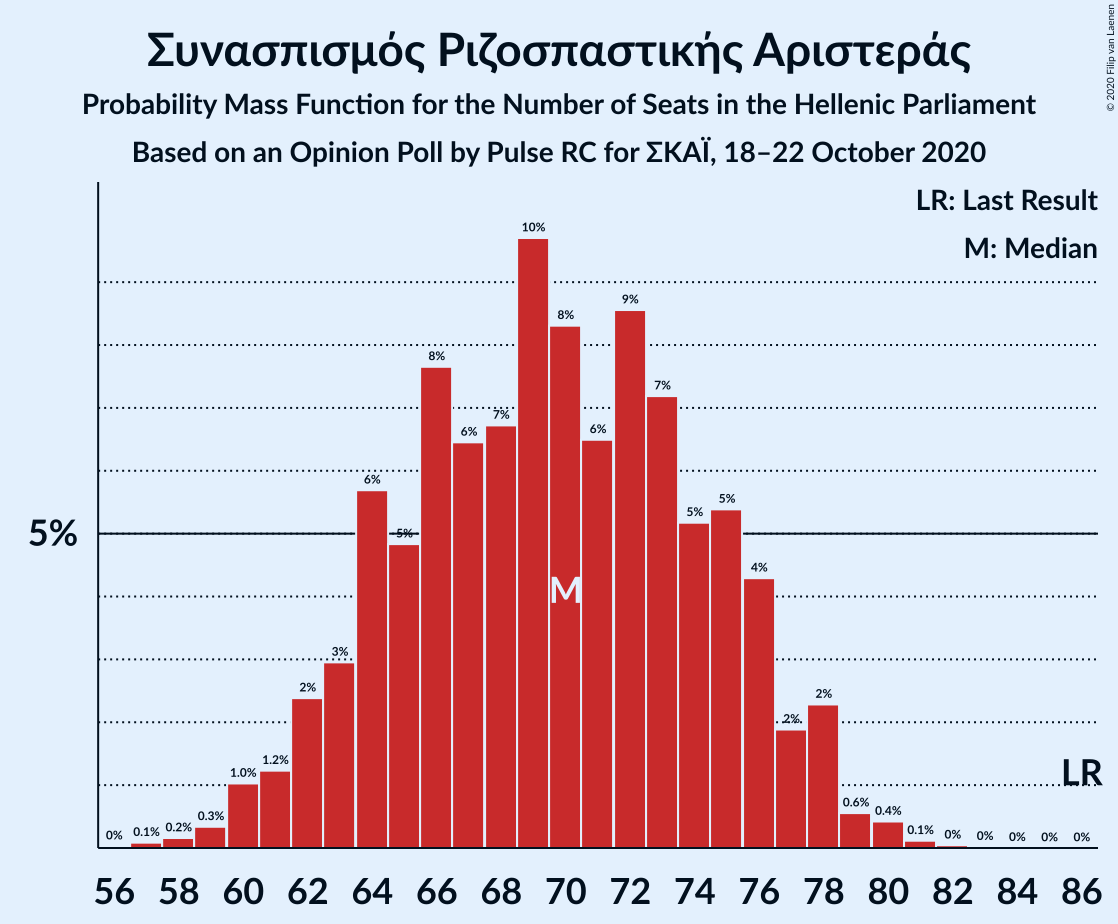 Συνασπισμός Ριζοσπαστικής Αριστεράς
Probability Mass Function for the Number of Seats in the Hellenic Parliament
Based on an Opinion Poll by Pulse RC for ΣΚΑΪ, 18–22 October 2020
© 2020 Filip van Laenen
LR: Last Result
M: Median
5%
0% 0.1% 0.2% 0.3% 1.0% 1.2% 2% 3% 6% 5% 8% 6% 7% 10% 8% 6% 9% 7% 5% 5% 4% 2% 2% 0.6% 0.4% 0.1% 0% 0% 0% 0% 0%
M
LR
56 58 60 62 64 66 68 70 72 74 76 78 80 82 84 86